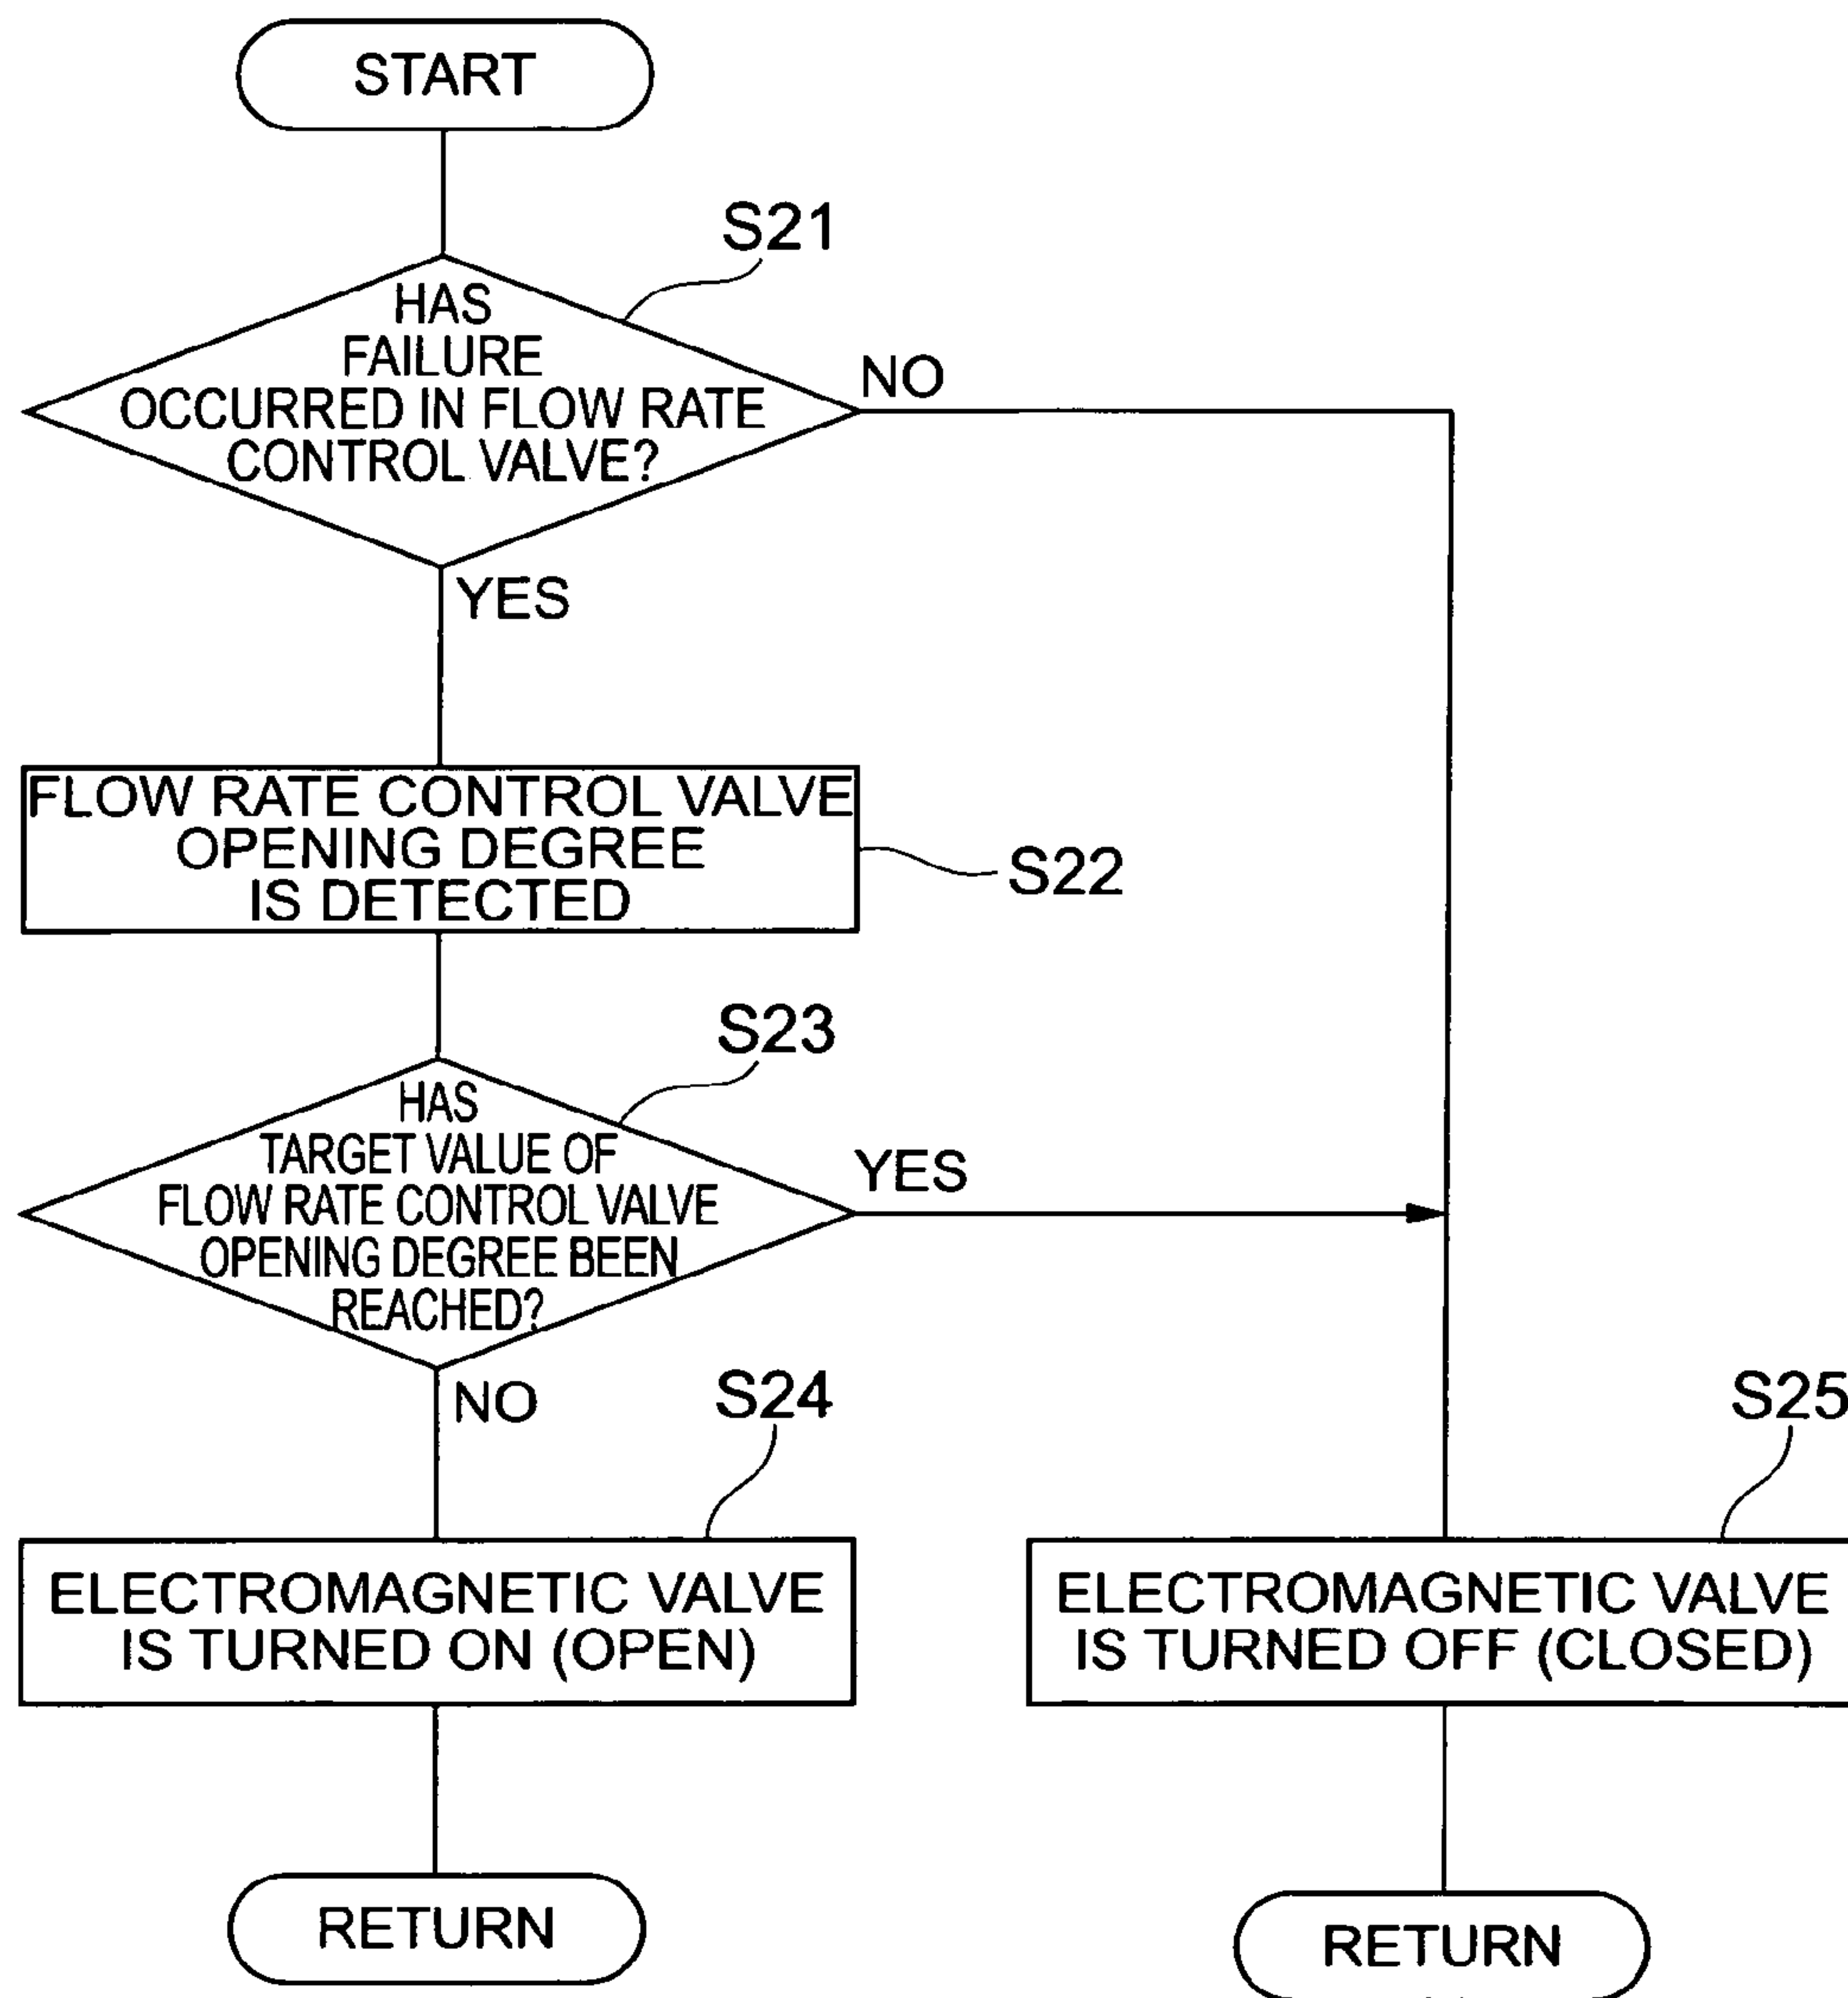 START
S21
HAS
FAILURE
OCCURRED IN FLOW RATE
CONTROL VALVE?
NO
YES
FLOW RATE CONTROL VALVE
OPENING DEGREE
IS DETECTED
S22
S23
HAS
TARGET VALUE OF
FLOW RATE CONTROL VALVE
OPENING DEGREE BEEN
REACHED?
YES
NO
S24
S25
ELECTROMAGNETIC VALVE
IS TURNED ON (OPEN)
ELECTROMAGNETIC VALVE
IS TURNED OFF (CLOSED)
RETURN
RETURN